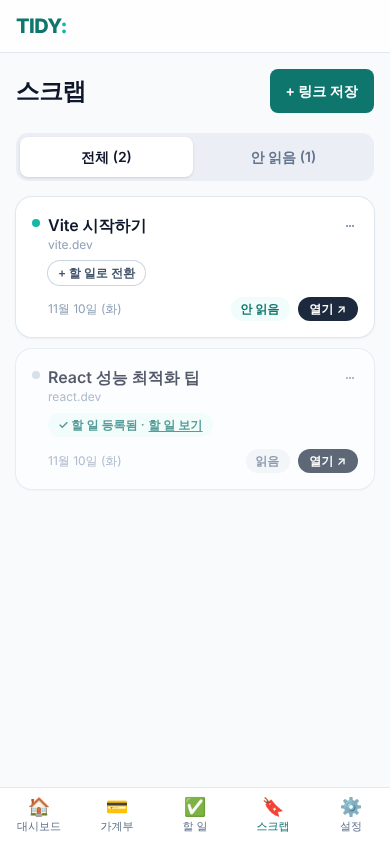 TIDY:
스크랩
+ 링크 저장
전체 (2)
안 읽음 (1)
Vite 시작하기
···
vite.dev
+ 할 일로 전환
11월 10일 (화)
안 읽음
열기 ↗
React 성능 최적화 팁
···
react.dev
✓ 할 일 등록됨 · 할 일 보기
11월 10일 (화)
읽음
열기 ↗
대시보드
가계부
할 일
스크랩
설정